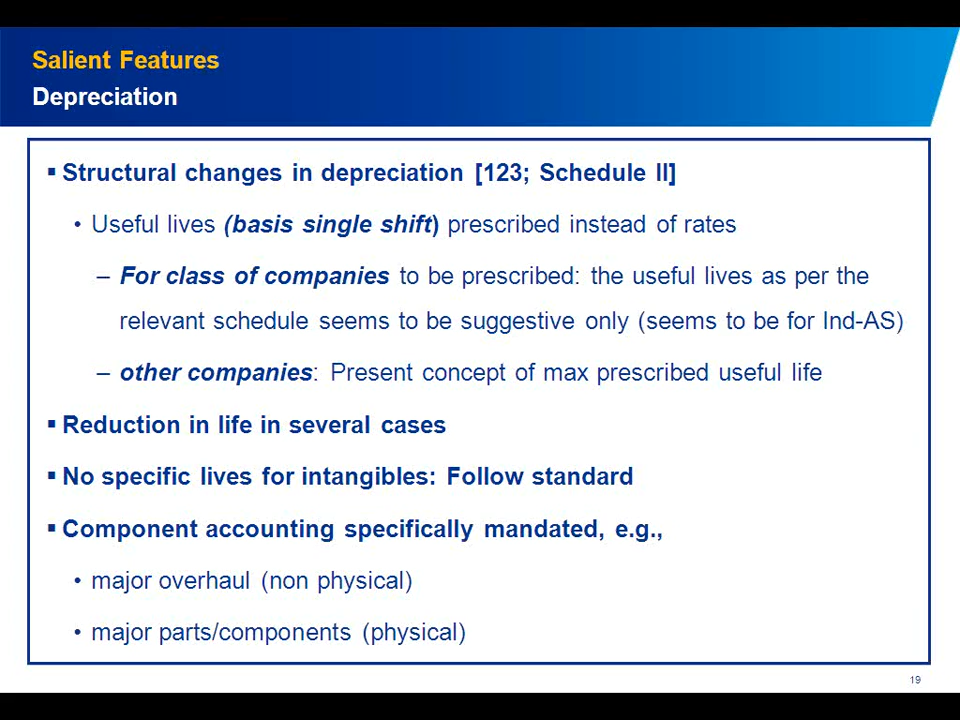 Salient Features
Depreciation
▪ Structural changes in depreciation [123; Schedule II]
• Useful lives (basis single shift) prescribed instead of rates
– For class of companies to be prescribed: the useful lives as per the
relevant schedule seems to be suggestive only (seems to be for Ind-AS)
– other companies: Present concept of max prescribed useful life
▪ Reduction in life in several cases
▪ No specific lives for intangibles: Follow standard
▪ Component accounting specifically mandated, e.g.,
• major overhaul (non physical)
• major parts/components (physical)
19